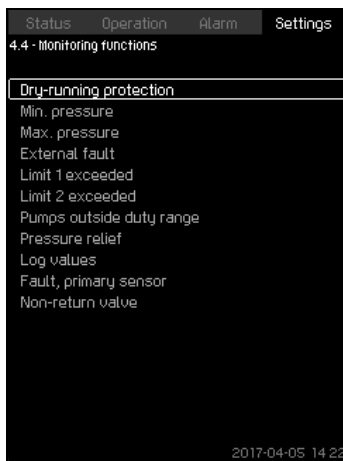 Status Operation Alarm Settings
4.4 - Monitoring functions
Dry-running protection
Min. pressure
Max. pressure
External fault
Limit 1 exceeded
Limit 2 exceeded
Pumps outside duty range
Pressure relief
Log values
Fault, primary sensor
Non-return valve
2017-04-05 14:22